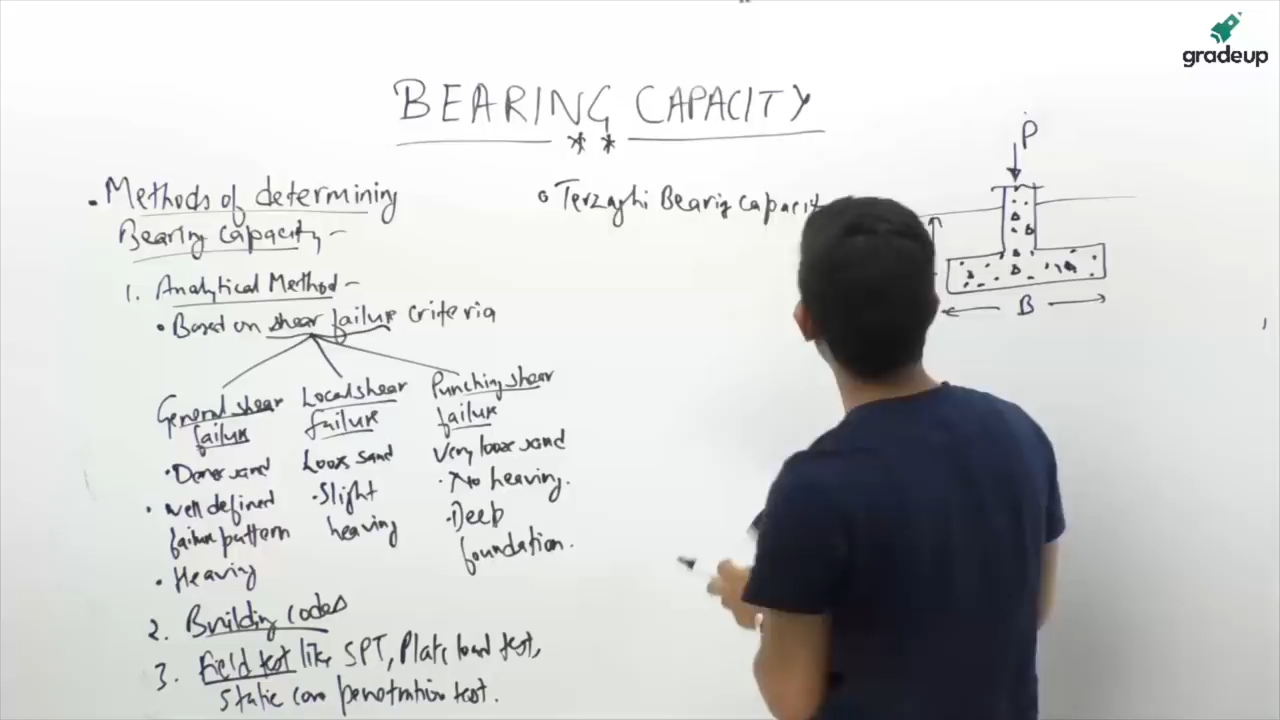 gradeup
BEARING CAPACITY
* *
• Methods of determining
Bearing Capacity -
1. Analytical Method -
• Based on shear failure criteria
General shear
failure
• Dense sand
• Well defined
failure pattern
• Heaving
Local shear
failure
Loose sand
• Slight
heaving
Punching shear
failure
Very loose sand
• No heaving.
• Deep
foundation.
2. Building codes
3. Field test like SPT, Plate load test,
Static cone penetration test.
• Terzaghi Bearing capacity
P
B